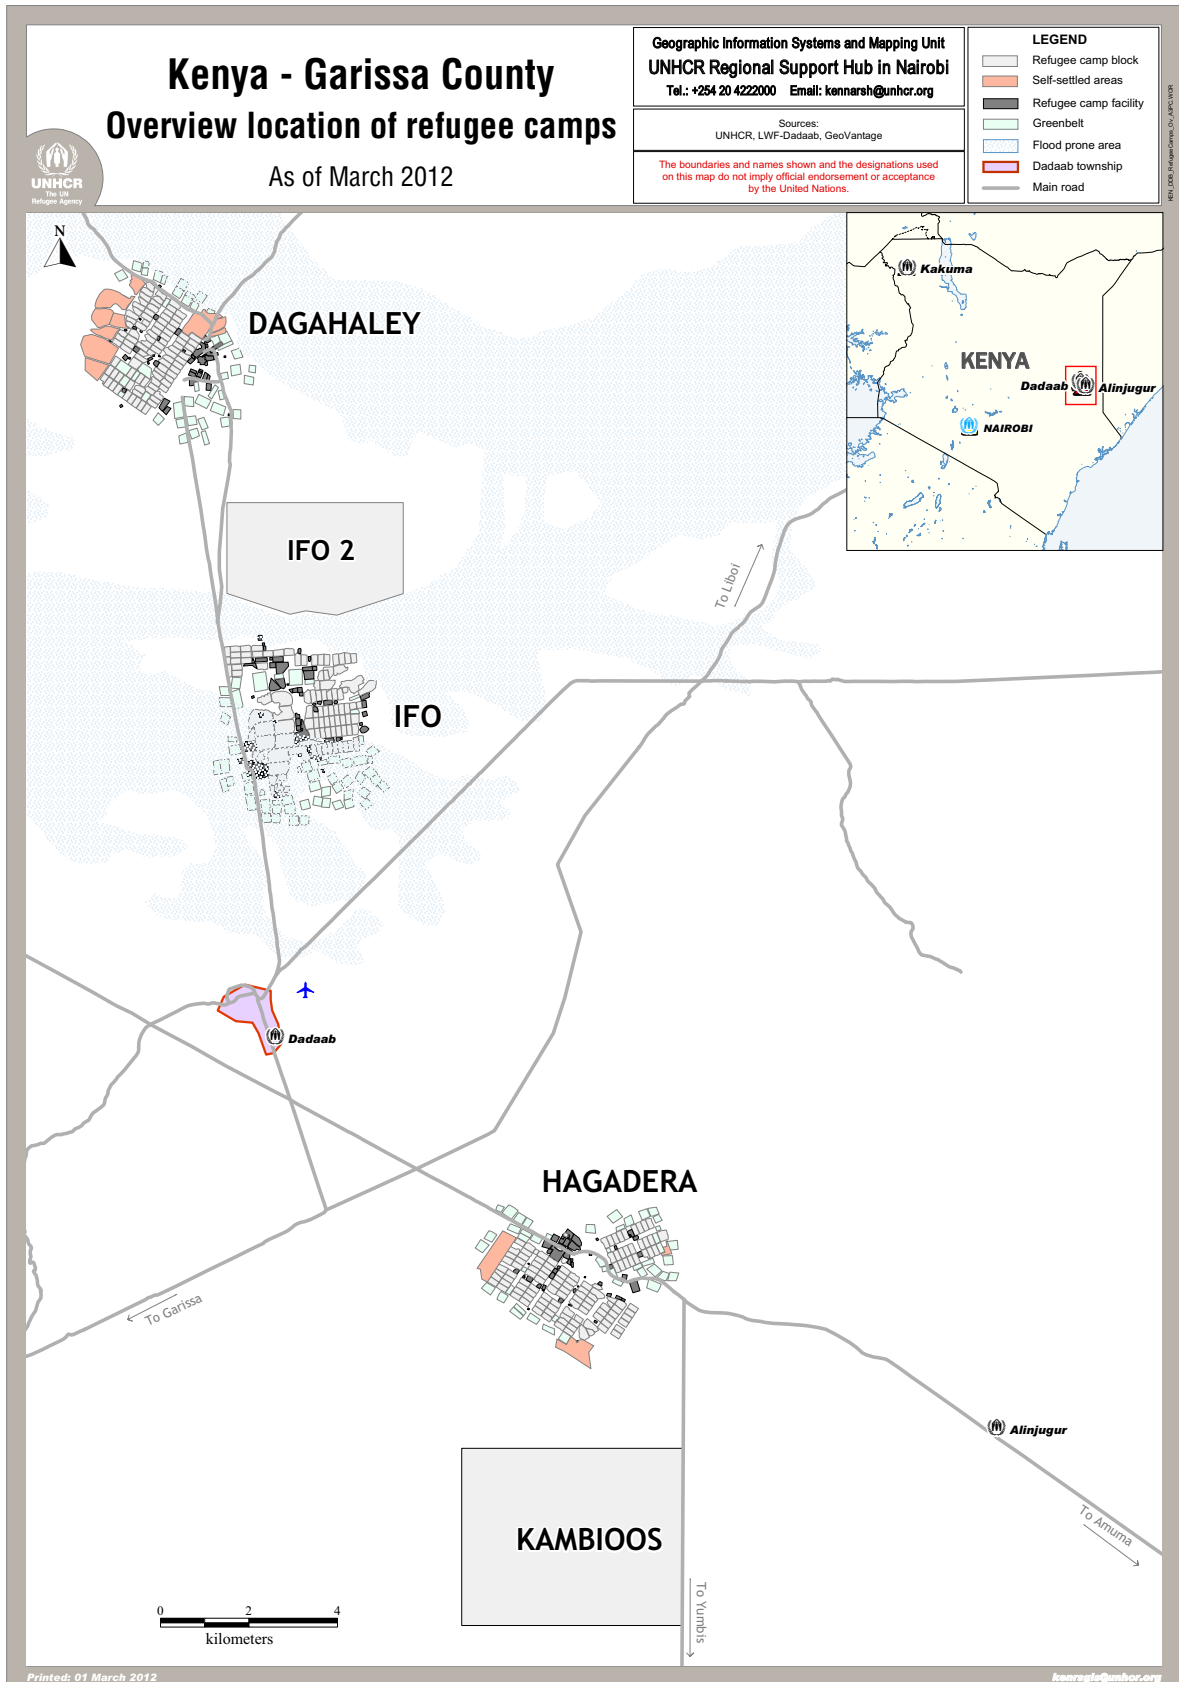 Kenya - Garissa County
Overview location of refugee camps
As of March 2012
UNHCR
The UN
Refugee Agency
Geographic Information Systems and Mapping Unit
UNHCR Regional Support Hub in Nairobi
Tel.: +254 20 4222000 Email: kennarsh@unhcr.org
Sources:
UNHCR, LWF-Dadaab, GeoVantage
The boundaries and names shown and the designations used
on this map do not imply official endorsement or acceptance
by the United Nations.
LEGEND
Refugee camp block
Self-settled areas
Refugee camp facility
Greenbelt
Flood prone area
Dadaab township
Main road
KEN_DDB_RefugeeCamps_Ov_A3PC.WOR
N
Kakuma
KENYA
Dadaab
Alinjugur
NAIROBI
DAGAHALEY
IFO 2
To Liboi
IFO
Dadaab
HAGADERA
To Garissa
Alinjugur
To Amuma
KAMBIOOS
To Yumbis
0 2 4
kilometers
Printed: 01 March 2012
kenregis@unhcr.org